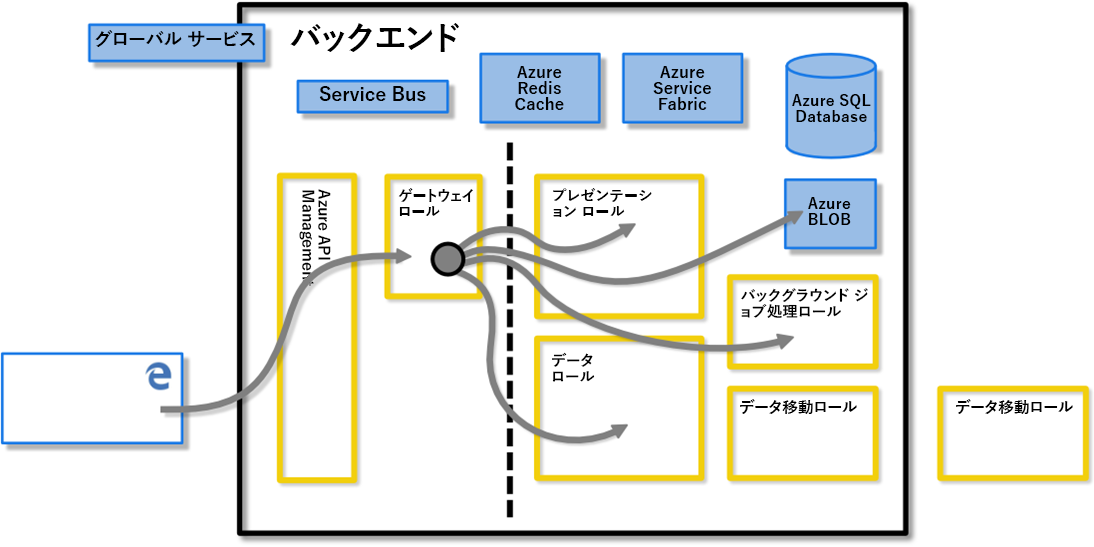 グローバル サービス
バックエンド
Service Bus
Azure
Redis
Cache
Azure
Service
Fabric
Azure SQL
Database
Azure API
Management
ゲートウェイ
ロール
プレゼンテーシ
ョン ロール
Azure
BLOB
バックグラウンド ジ
ョブ処理ロール
データ
ロール
データ移動ロール
データ移動ロール